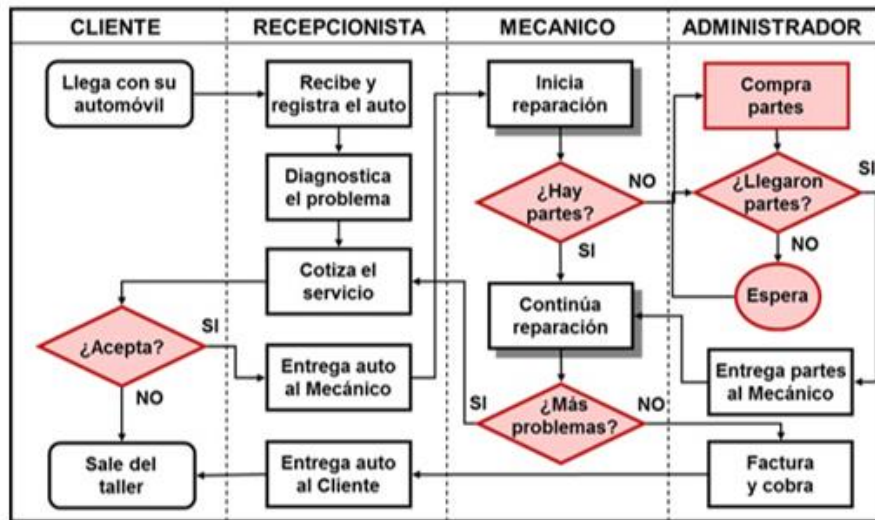 CLIENTE
RECEPCIONISTA
MECANICO
ADMINISTRADOR
Llega con su
automóvil
Recibe y
registra el auto
Inicia
reparación
Compra
partes
Diagnostica
el problema
¿Hay
partes?
NO
SI
¿Llegaron
partes?
SI
NO
Cotiza el
servicio
Continúa
reparación
Espera
¿Acepta?
SI
NO
Entrega auto
al Mecánico
Entrega partes
al Mecánico
SI
¿Más
problemas?
NO
Sale del
taller
Entrega auto
al Cliente
Factura
y cobra